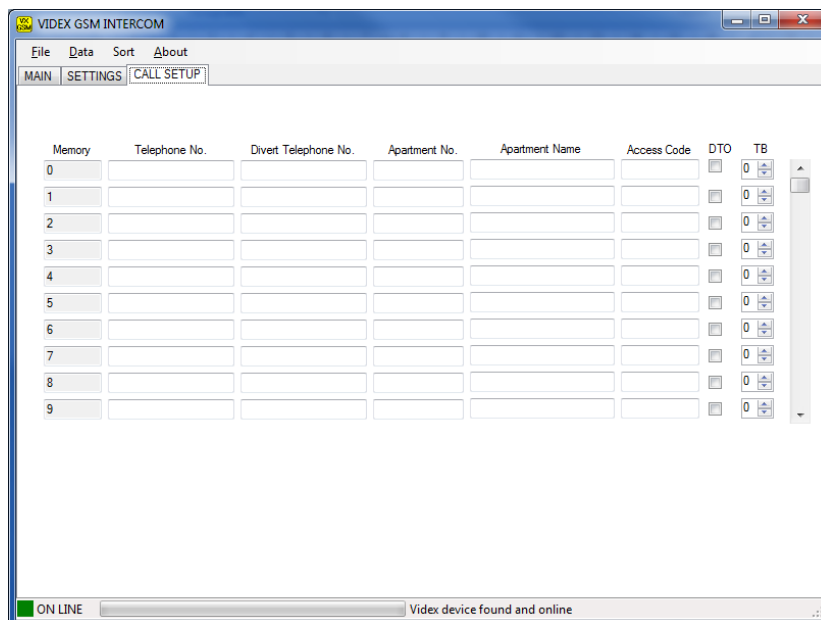 VX GSM VIDEX GSM INTERCOM
File Data Sort About
MAIN SETTINGS CALL SETUP
Memory Telephone No. Divert Telephone No. Apartment No. Apartment Name Access Code DTO TB
0 0
1 0
2 0
3 0
4 0
5 0
6 0
7 0
8 0
9 0
ON LINE Videx device found and online